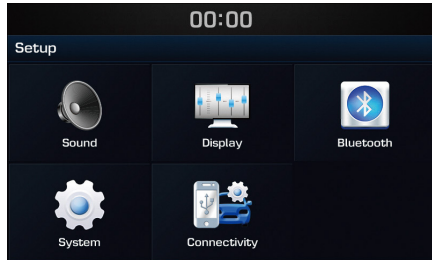 00:00
Setup
Sound
Display
Bluetooth
System
Connectivity